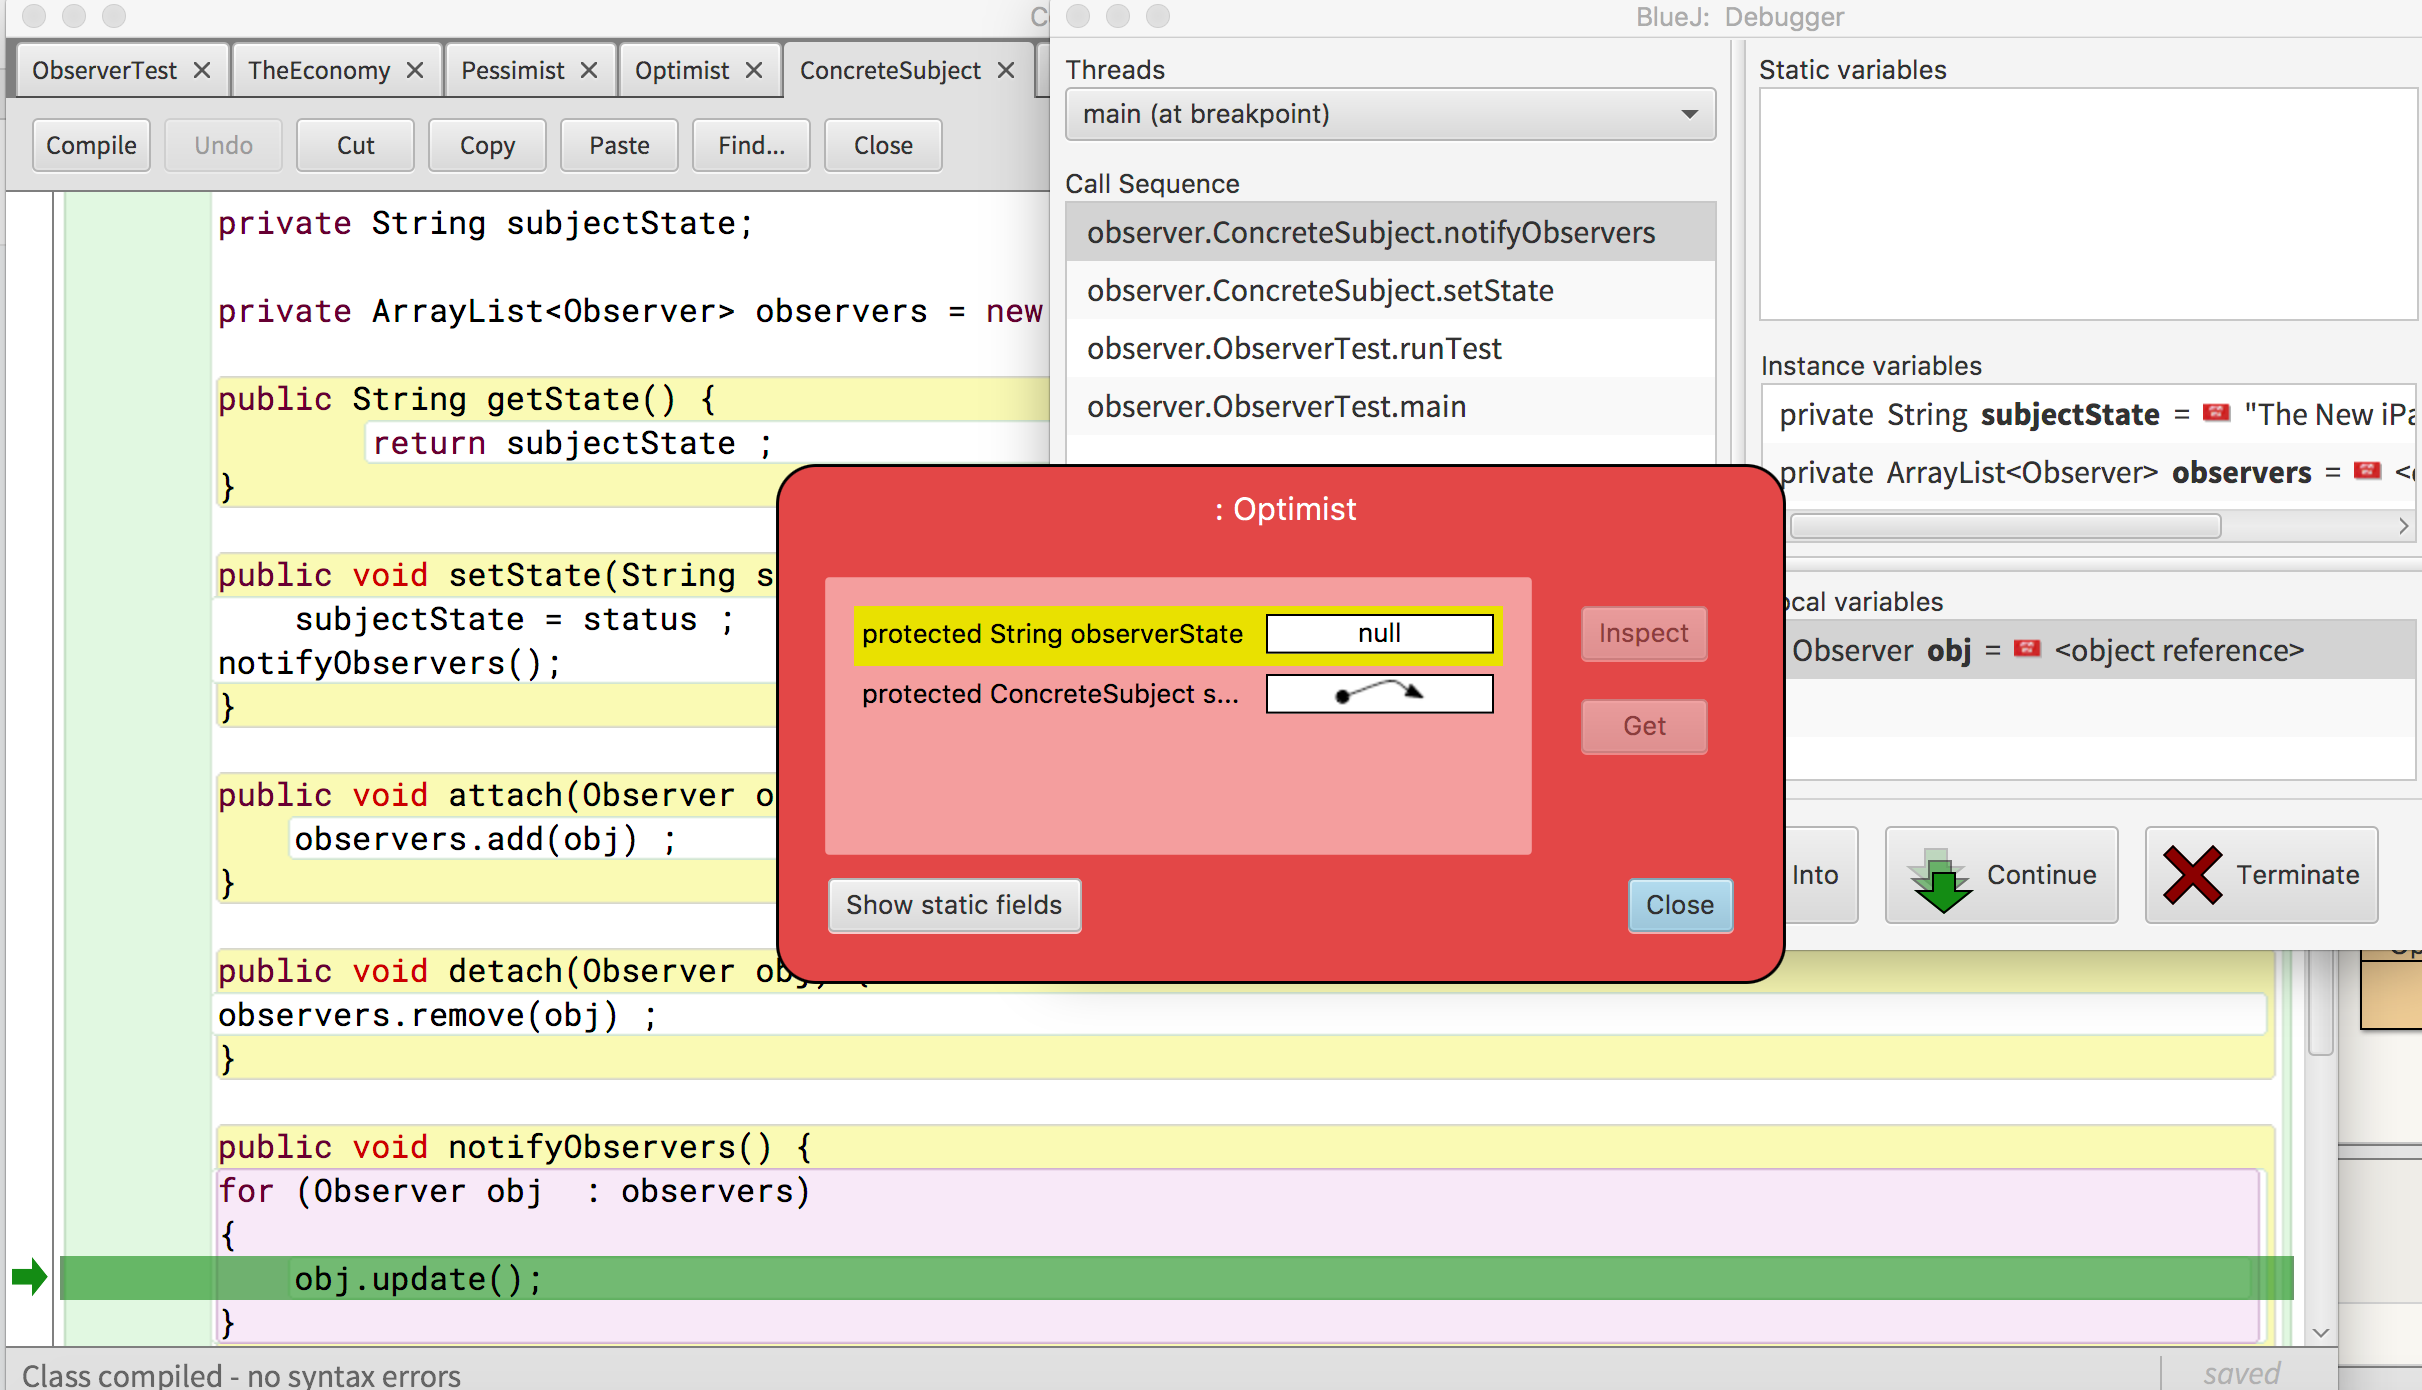 BlueJ: Debugger
ObserverTest
TheEconomy
Pessimist
Optimist
ConcreteSubject
Compile
Undo
Cut
Copy
Paste
Find...
Close
private String subjectState;
private ArrayList<Observer> observers = new
public String getState() {
return subjectState ;
}
public void setState(String s
subjectState = status ;
notifyObservers();
}
public void attach(Observer o
observers.add(obj) ;
}
public void detach(Observer obj) {
observers.remove(obj) ;
}
public void notifyObservers() {
for (Observer obj  : observers)
{
obj.update();
}
Class compiled - no syntax errors
saved
Threads
main (at breakpoint)
Call Sequence
observer.ConcreteSubject.notifyObservers
observer.ConcreteSubject.setState
observer.ObserverTest.runTest
observer.ObserverTest.main
Static variables
Instance variables
private String subjectState = "The New iPa
private ArrayList<Observer> observers = <
ocal variables
Observer obj = <object reference>
Into
Continue
Terminate
: Optimist
protected String observerState null
protected ConcreteSubject s...
Inspect
Get
Show static fields
Close